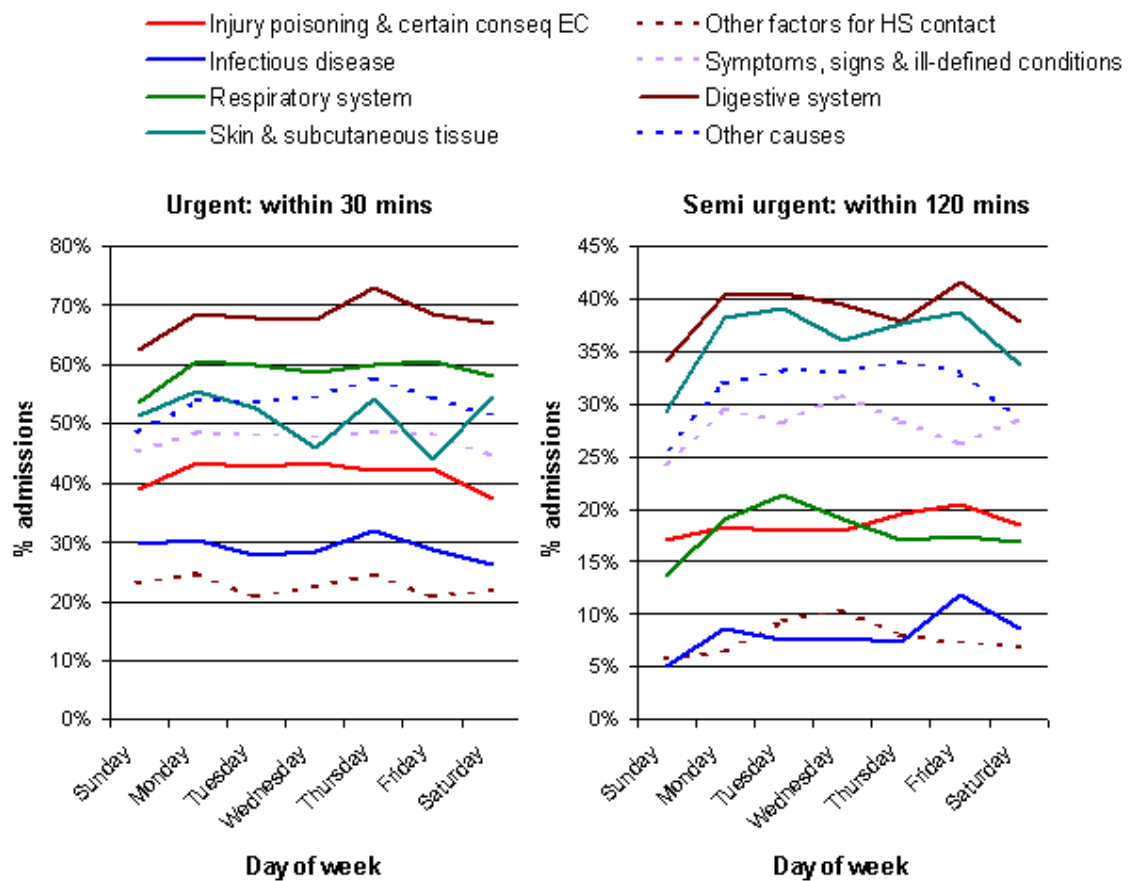 Injury poisoning & certain conseq EC
Infectious disease
Respiratory system
Skin & subcutaneous tissue
Other factors for HS contact
Symptoms, signs & ill-defined conditions
Digestive system
Other causes
Urgent: within 30 mins
% admissions
80%
70%
60%
50%
40%
30%
20%
10%
0%
Sunday
Monday
Tuesday
Wednesday
Thursday
Friday
Saturday
Day of week
Semi urgent: within 120 mins
% admissions
45%
40%
35%
30%
25%
20%
15%
10%
5%
0%
Sunday
Monday
Tuesday
Wednesday
Thursday
Friday
Saturday
Day of week